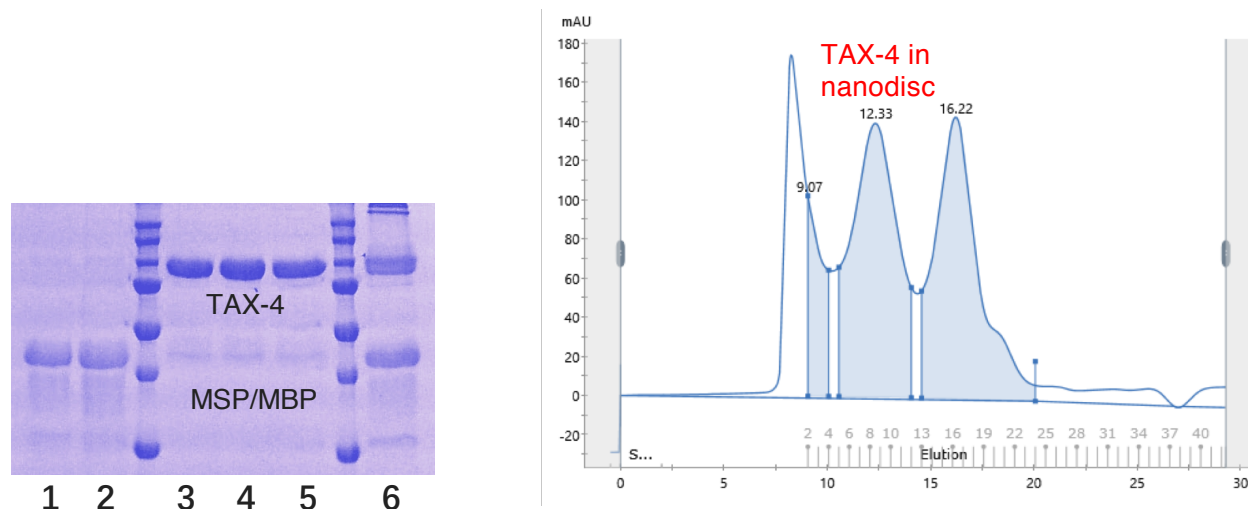 TAX-4
MSP/MBP
1 2 3 4 5 6
mAU
180
160
140
120
100
80
60
40
20
0
-20
TAX-4 in
nanodisc
9.07
12.33
16.22
2 4 6 8 10 13 16 19 22 25 28 31 34 37 40
S... Elution
0 5 10 15 20 25 30